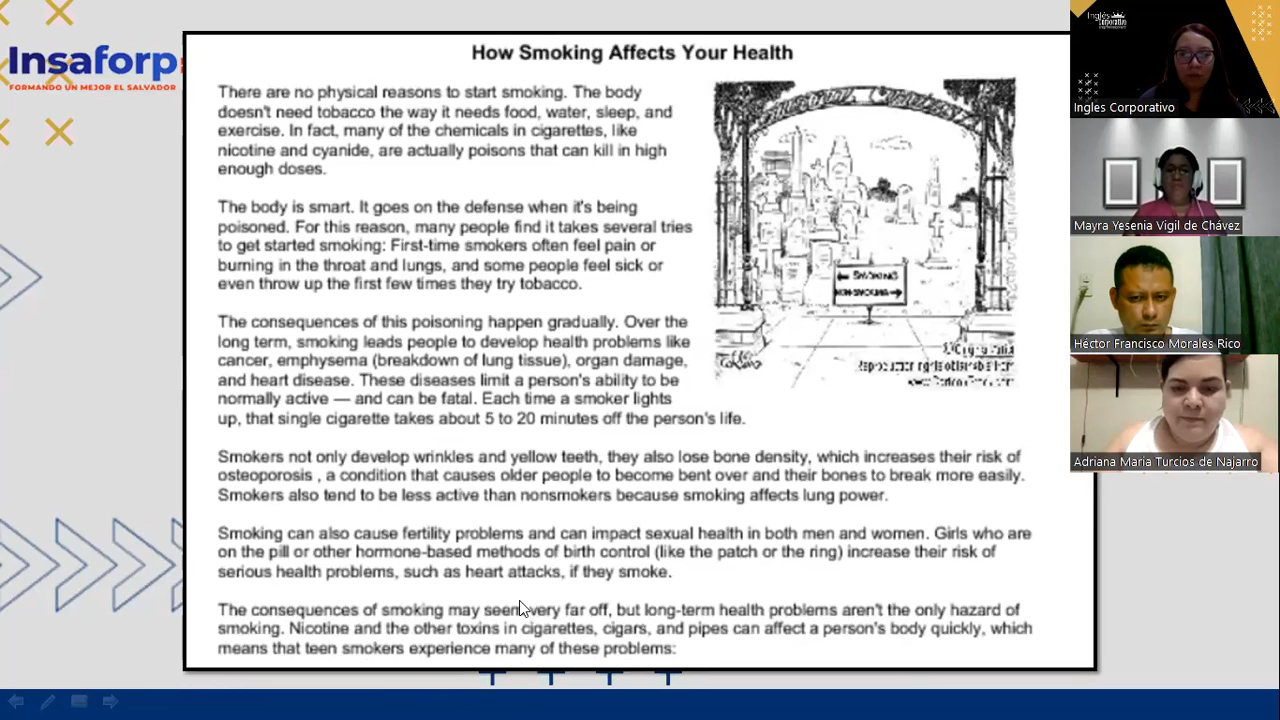 Insaforp
FORMANDO UN MEJOR EL SALVADOR
How Smoking Affects Your Health
There are no physical reasons to start smoking. The body
doesn't need tobacco the way it needs food, water, sleep, and
exercise. In fact, many of the chemicals in cigarettes, like
nicotine and cyanide, are actually poisons that can kill in high
enough doses.
The body is smart. It goes on the defense when it's being
poisoned. For this reason, many people find it takes several tries
to get started smoking: First-time smokers often feel pain or
burning in the throat and lungs, and some people feel sick or
even throw up the first few times they try tobacco.
The consequences of this poisoning happen gradually. Over the
long term, smoking leads people to develop health problems like
cancer, emphysema (breakdown of lung tissue), organ damage,
and heart disease. These diseases limit a person's ability to be
normally active — and can be fatal. Each time a smoker lights
up, that single cigarette takes about 5 to 20 minutes off the person's life.
SMOKING
NON-SMOKING
Smokers not only develop wrinkles and yellow teeth, they also lose bone density, which increases their risk of
osteoporosis , a condition that causes older people to become bent over and their bones to break more easily.
Smokers also tend to be less active than nonsmokers because smoking affects lung power.
Smoking can also cause fertility problems and can impact sexual health in both men and women. Girls who are
on the pill or other hormone-based methods of birth control (like the patch or the ring) increase their risk of
serious health problems, such as heart attacks, if they smoke.
The consequences of smoking may seem very far off, but long-term health problems aren't the only hazard of
smoking. Nicotine and the other toxins in cigarettes, cigars, and pipes can affect a person's body quickly, which
means that teen smokers experience many of these problems:
Inglés
Corporativo
Ingles Corporativo
Mayra Yesenia Vigil de Chávez
Héctor Francisco Morales Rico
Adriana Maria Turcios de Najarro